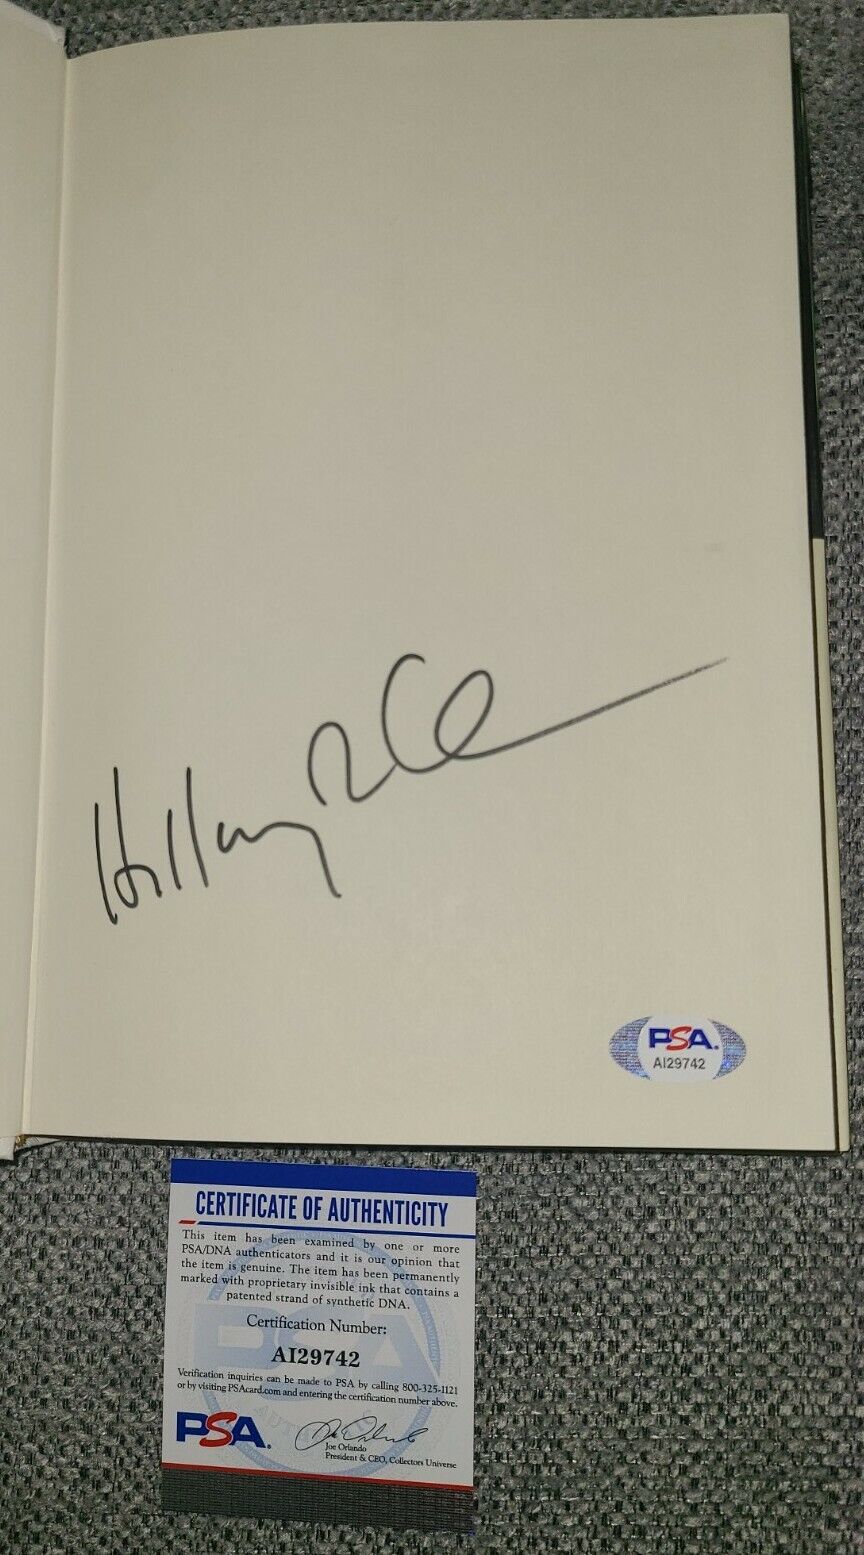 Hillary R C
PSA.
AI29742
CERTIFICATE OF AUTHENTICITY
This item has been examined by one or more
PSA/DNA authenticators and it is our opinion that
the item is genuine. The item has been permanently
marked with proprietary invisible ink that contains a
patented strand of synthetic DNA.
Certification Number:
AI29742
Verification inquiries can be made to PSA by calling 800-325-1121
or by visiting PSAcard.com and entering the certification number above.
PSA.
Joe Orlando
President & CEO, Collectors Universe